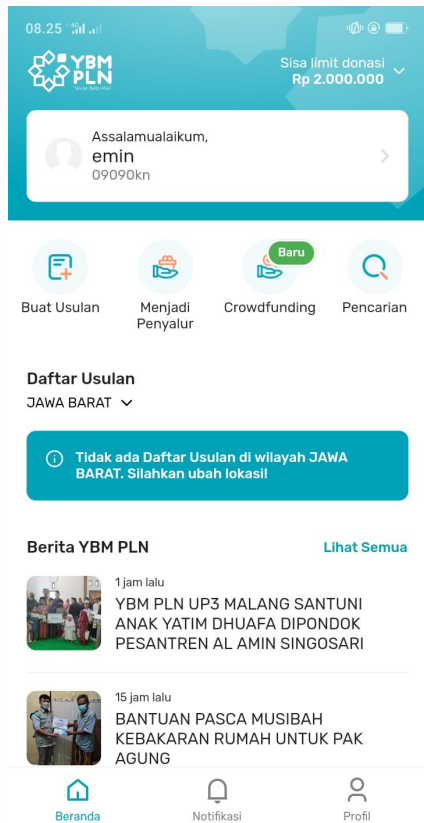 08.25
YBM
PLN
Sisa limit donasi
Rp 2.000.000
Assalamualaikum,
emin
09090kn
Baru
Buat Usulan
Menjadi
Penyalur
Crowdfunding
Pencarian
Daftar Usulan
JAWA BARAT
Tidak ada Daftar Usulan di wilayah JAWA
BARAT. Silahkan ubah lokasi!
Berita YBM PLN
Lihat Semua
1 jam lalu
YBM PLN UP3 MALANG SANTUNI
ANAK YATIM DHUAFA DIPONDOK
PESANTREN AL AMIN SINGOSARI
15 jam lalu
BANTUAN PASCA MUSIBAH
KEBAKARAN RUMAH UNTUK PAK
AGUNG
Beranda
Notifikasi
Profil